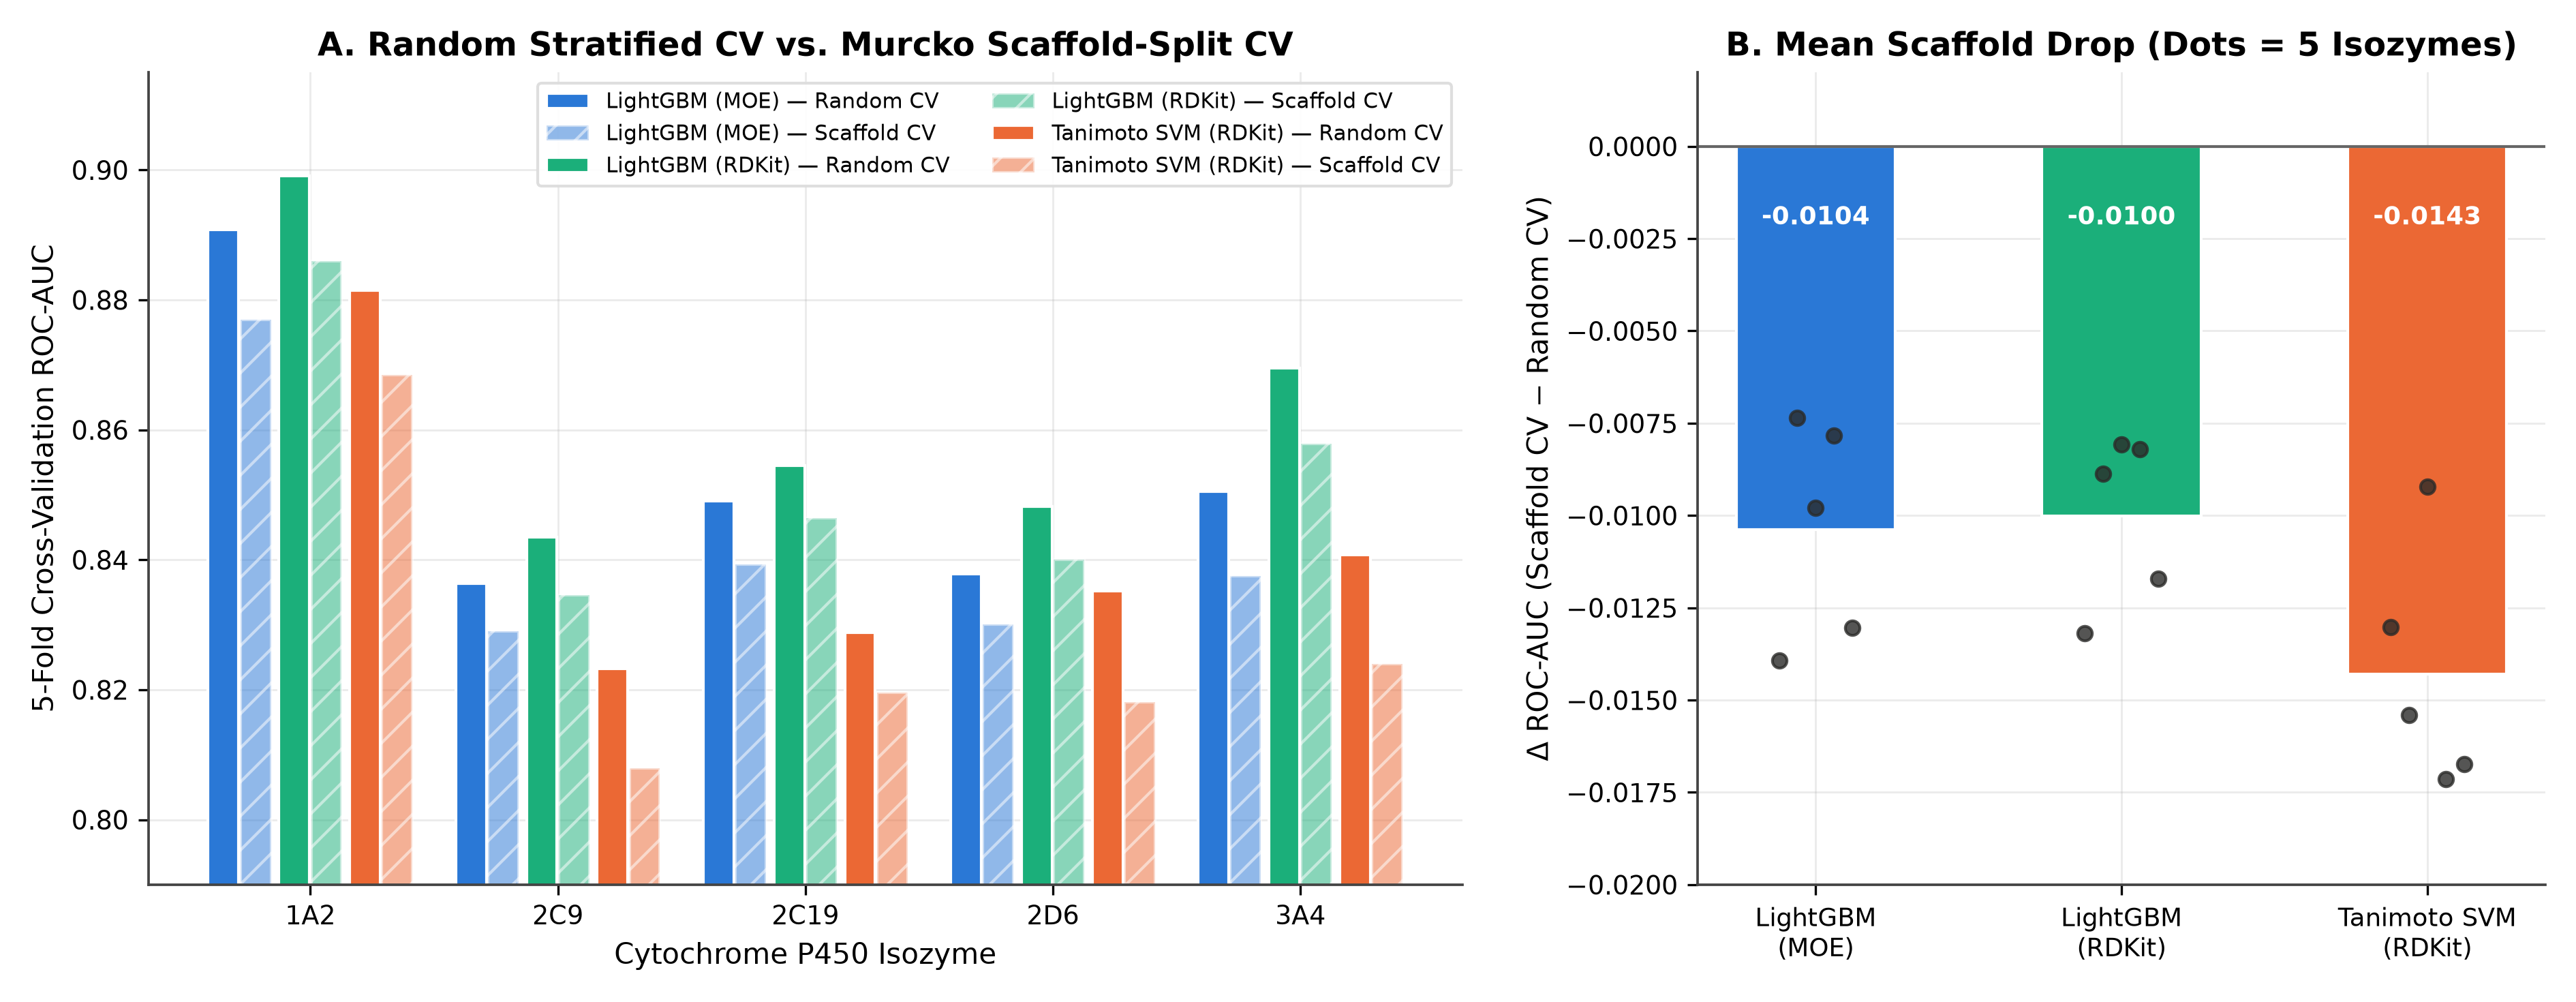 A. Random Stratified CV vs. Murcko Scaffold-Split CV
LightGBM (MOE) — Random CV
LightGBM (MOE) — Scaffold CV
LightGBM (RDKit) — Random CV
LightGBM (RDKit) — Scaffold CV
Tanimoto SVM (RDKit) — Random CV
Tanimoto SVM (RDKit) — Scaffold CV
5-Fold Cross-Validation ROC-AUC
0.90
0.88
0.86
0.84
0.82
0.80
1A2
2C9
2C19
2D6
3A4
Cytochrome P450 Isozyme
B. Mean Scaffold Drop (Dots = 5 Isozymes)
Δ ROC-AUC (Scaffold CV − Random CV)
0.0000
−0.0025
−0.0050
−0.0075
−0.0100
−0.0125
−0.0150
−0.0175
−0.0200
-0.0104
-0.0100
-0.0143
LightGBM
(MOE)
LightGBM
(RDKit)
Tanimoto SVM
(RDKit)